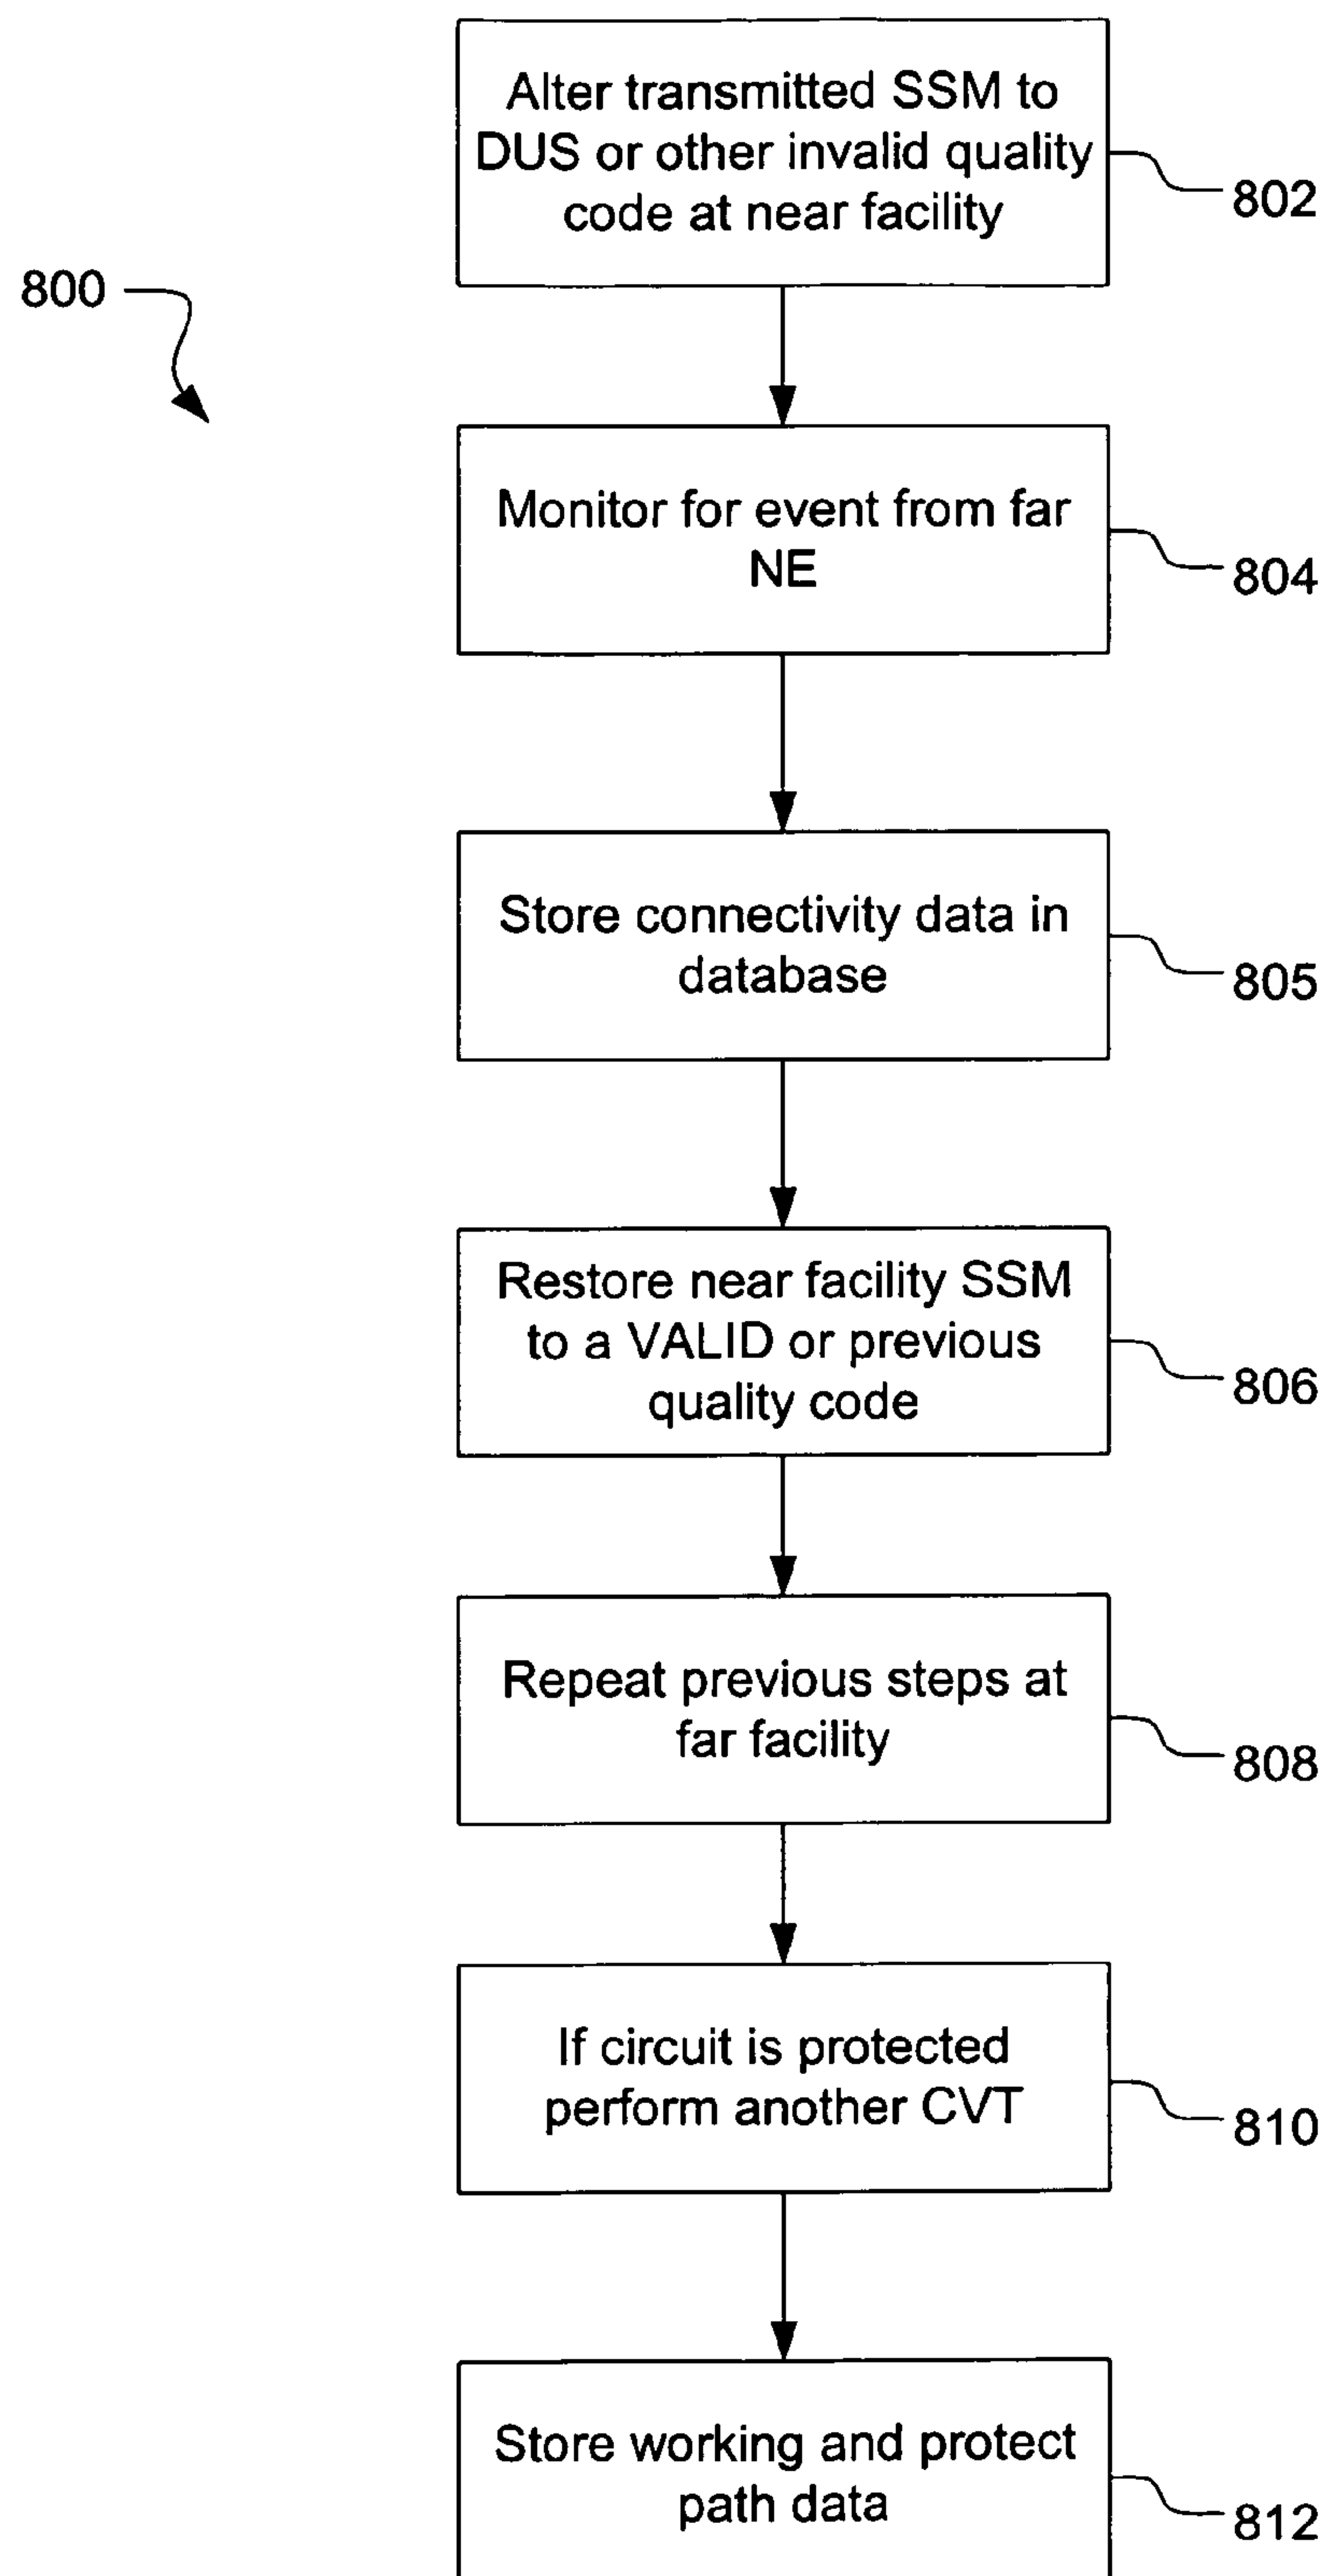 Alter transmitted SSM to
DUS or other invalid quality
code at near facility
802
800
Monitor for event from far
NE
804
Store connectivity data in
database
805
Restore near facility SSM
to a VALID or previous
quality code
806
Repeat previous steps at
far facility
808
If circuit is protected
perform another CVT
810
Store working and protect
path data
812